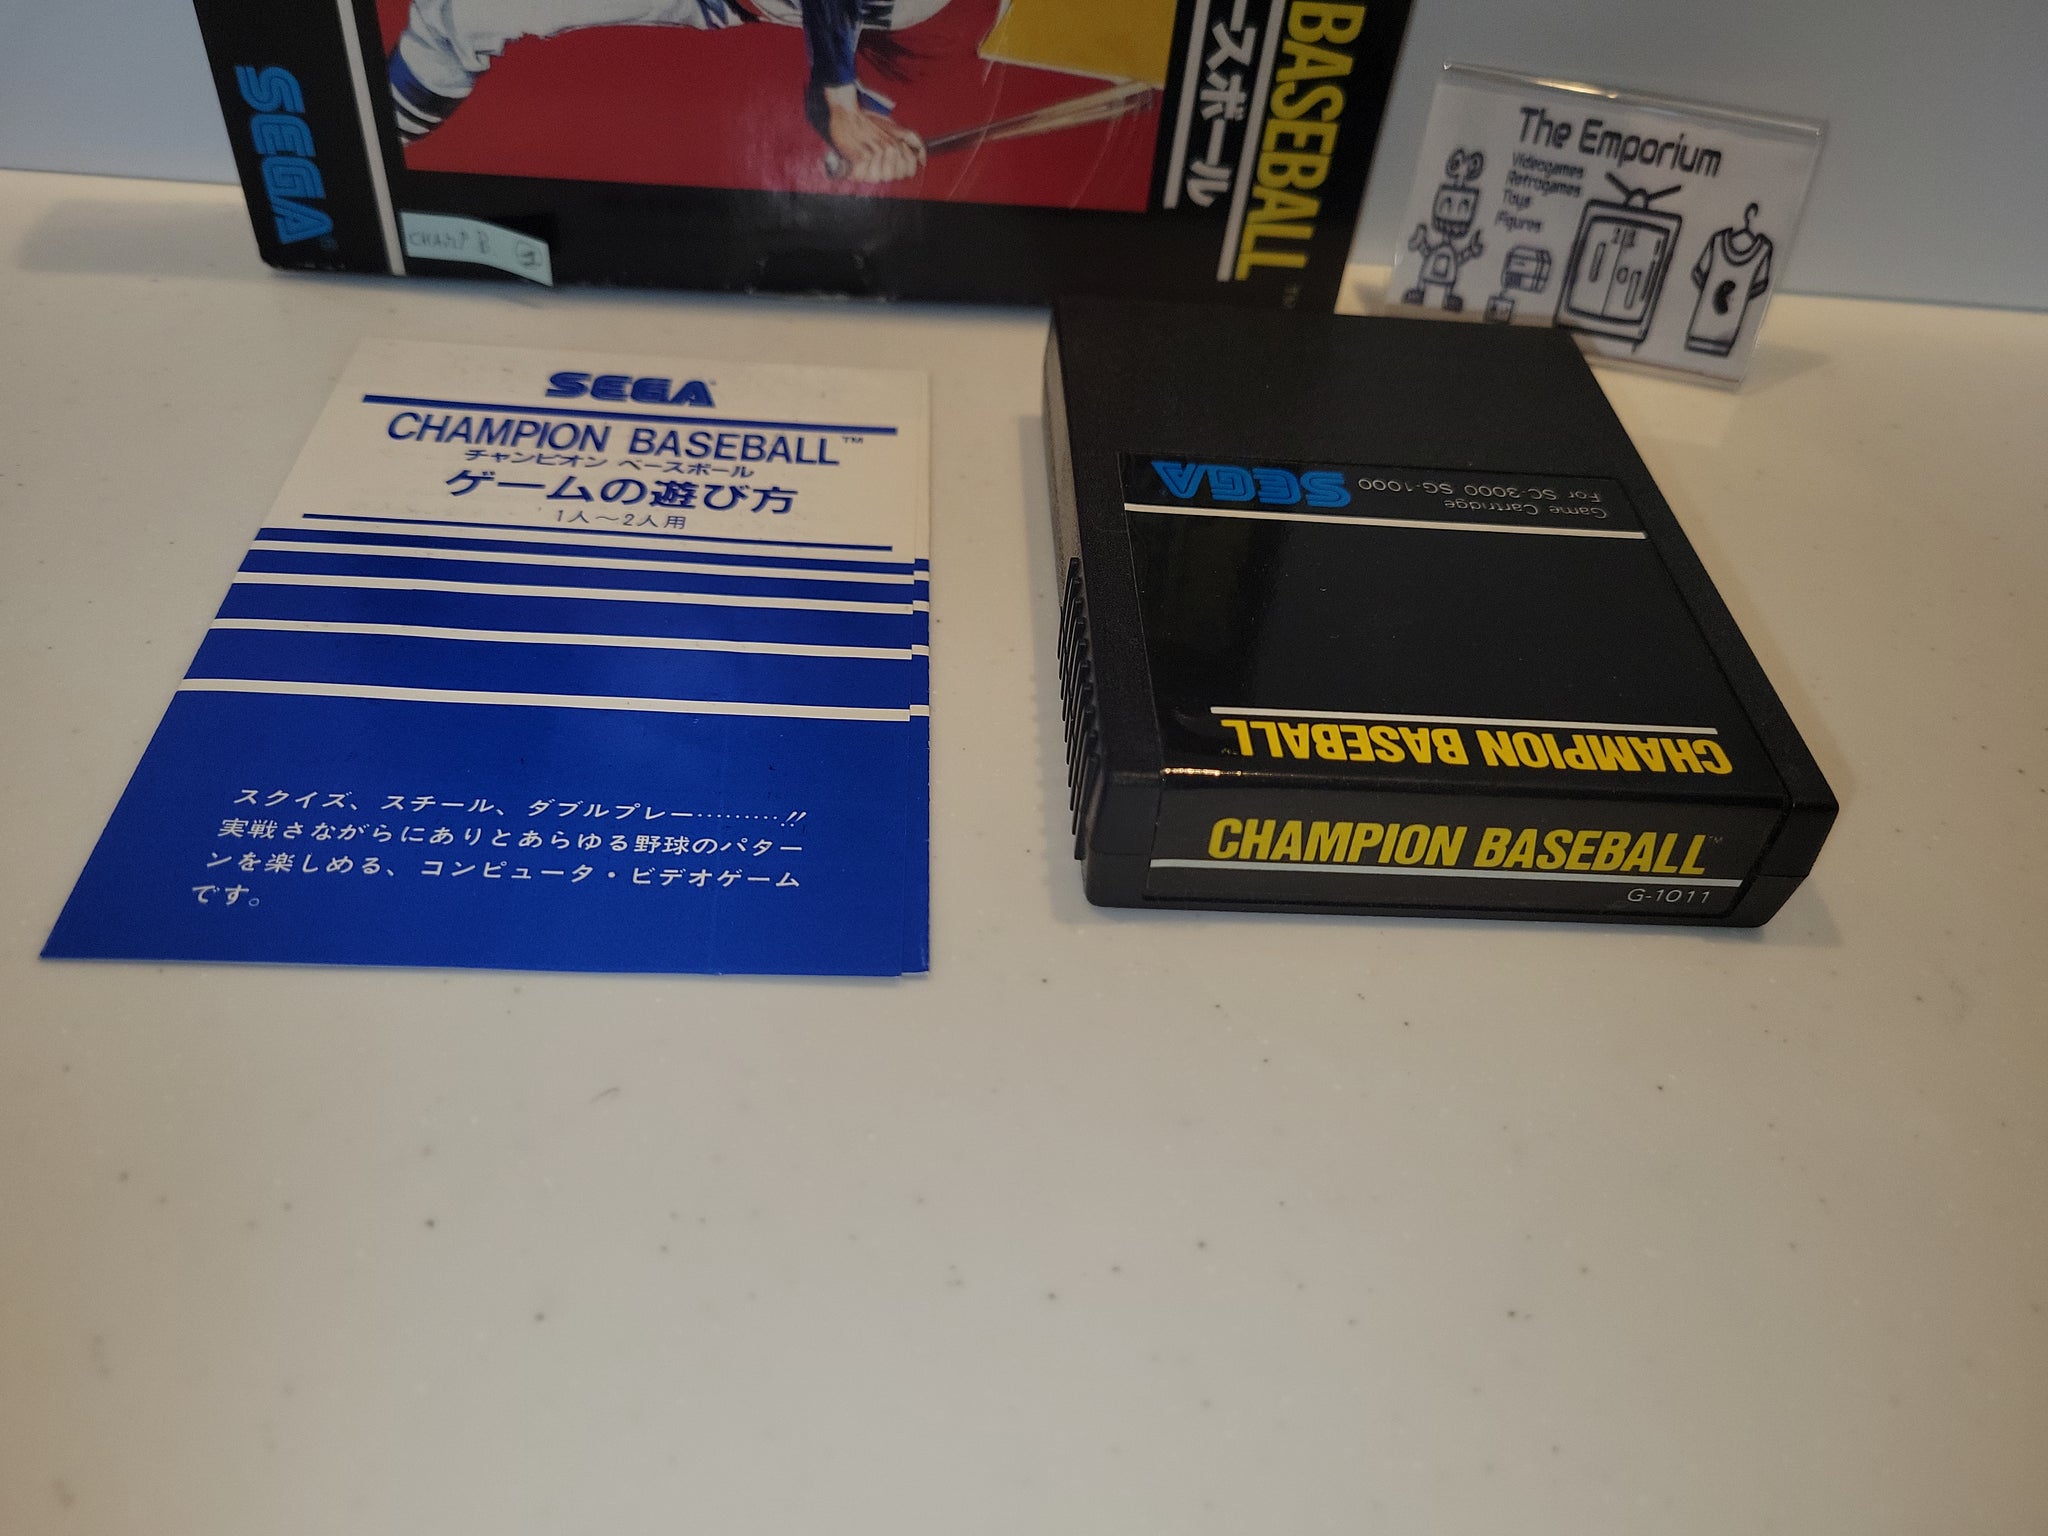 SEGA®
BASEBALL
ースボール
The Emporium
Videogames
Retrogames
Toys
Figures
SEGA
CHAMPION BASEBALL™
チャンピオン ベースボール
ゲームの遊び方
1人～2人用
スクイズ、スチール、ダブルプレー………!!
実戦さながらにありとあらゆる野球のパター
ンを楽しめる、コンピュータ・ビデオゲーム
です。
Game Cartridge
For SC-3000 SG-1000
SEGA
CHAMPION BASEBALL™
CHAMPION BASEBALL™
G-1011